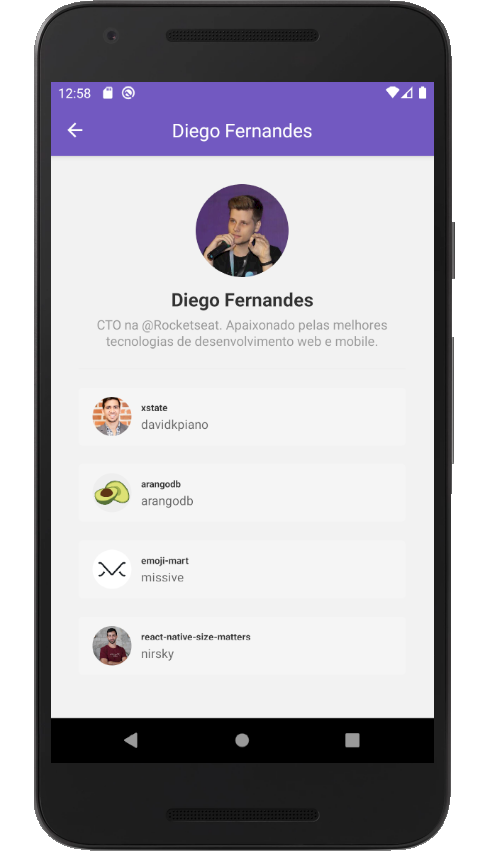 12:58
Diego Fernandes
Diego Fernandes
CTO na @Rocketseat. Apaixonado pelas melhores
tecnologias de desenvolvimento web e mobile.
xstate
davidkpiano
arangodb
arangodb
emoji-mart
missive
react-native-size-matters
nirsky